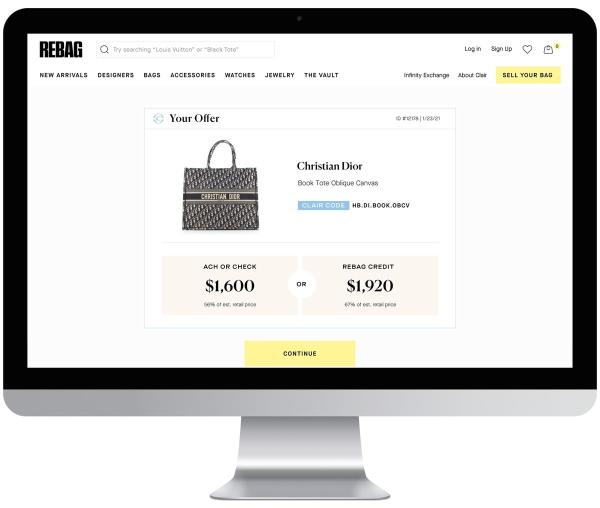 REBAG
Try searching "Louis Vuitton" or "Black Tote"
Log in
Sign Up
0
NEW ARRIVALS
DESIGNERS
BAGS
ACCESSORIES
WATCHES
JEWELRY
THE VAULT
Infinity Exchange
About Clair
SELL YOUR BAG
Your Offer
ID #12178 | 1/23/21
CHRISTIAN DIOR
Christian Dior
Book Tote Oblique Canvas
CLAIR CODE HB.DI.BOOK.OBCV
ACH OR CHECK
$1,600
56% of est. retail price
OR
REBAG CREDIT
$1,920
67% of est. retail price
CONTINUE